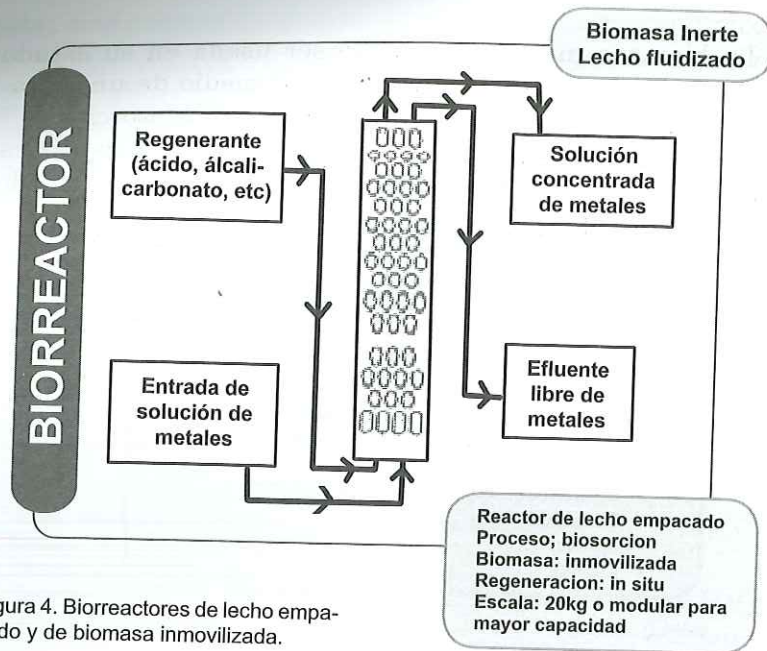 Biomasa Inerte
Lecho fluidizado
BIORREACTOR
Regenerante
(ácido, álcali-
carbonato, etc)
Solución
concentrada
de metales
Entrada de
solución de
metales
Efluente
libre de
metales
Reactor de lecho empacado
Proceso; biosorcion
Biomasa: inmovilizada
Regeneracion: in situ
Escala: 20kg o modular para
mayor capacidad
gura 4. Biorreactores de lecho empa-
do y de biomasa inmovilizada.